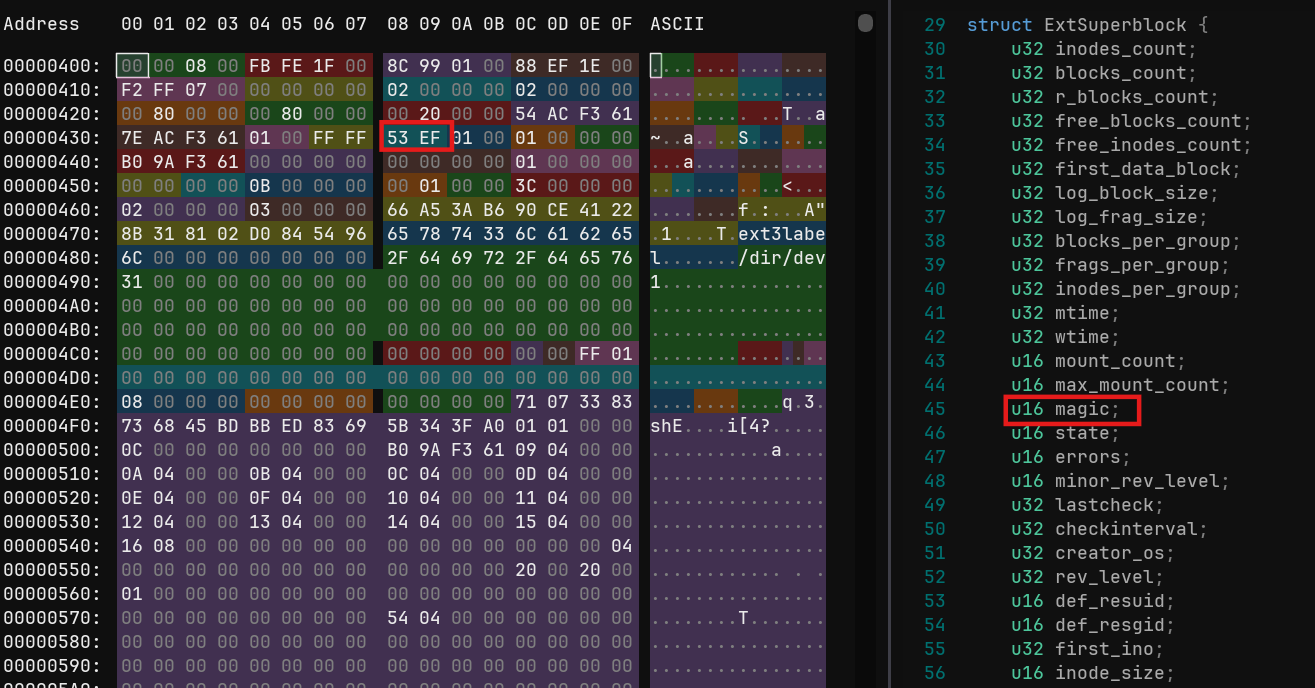 Address 00 01 02 03 04 05 06 07 08 09 0A 0B 0C 0D 0E 0F ASCII
00000400: 00 00 08 00 FB FE 1F 00 8C 99 01 00 88 EF 1E 00 ................
00000410: F2 FF 07 00 00 00 00 00 02 00 00 00 02 00 00 00 ................
00000420: 00 80 00 00 00 80 00 00 00 20 00 00 54 AC F3 61 ......... ..T..a
00000430: 7E AC F3 61 01 00 FF FF 53 EF 01 00 01 00 00 00 ~..a....S.......
00000440: B0 9A F3 61 00 00 00 00 00 00 00 00 01 00 00 00 ...a............
00000450: 00 00 00 00 0B 00 00 00 00 01 00 00 3C 00 00 00 ............<...
00000460: 02 00 00 00 03 00 00 00 66 A5 3A B6 90 CE 41 22 ........f.:...A"
00000470: 8B 31 81 02 D0 84 54 96 65 78 74 33 6C 61 62 65 .1....T.ext3labe
00000480: 6C 00 00 00 00 00 00 00 2F 64 69 72 2F 64 65 76 l......./dir/dev
00000490: 31 00 00 00 00 00 00 00 00 00 00 00 00 00 00 00 1...............
000004A0: 00 00 00 00 00 00 00 00 00 00 00 00 00 00 00 00 ................
000004B0: 00 00 00 00 00 00 00 00 00 00 00 00 00 00 00 00 ................
000004C0: 00 00 00 00 00 00 00 00 00 00 00 00 00 00 FF 01 ................
000004D0: 00 00 00 00 00 00 00 00 00 00 00 00 00 00 00 00 ................
000004E0: 08 00 00 00 00 00 00 00 00 00 00 00 71 07 33 83 ............q.3.
000004F0: 73 68 45 BD BB ED 83 69 5B 34 3F A0 01 01 00 00 shE....i[4?.....
00000500: 0C 00 00 00 00 00 00 00 B0 9A F3 61 09 04 00 00 ...........a....
00000510: 0A 04 00 00 0B 04 00 00 0C 04 00 00 0D 04 00 00 ................
00000520: 0E 04 00 00 0F 04 00 00 10 04 00 00 11 04 00 00 ................
00000530: 12 04 00 00 13 04 00 00 14 04 00 00 15 04 00 00 ................
00000540: 16 08 00 00 00 00 00 00 00 00 00 00 00 00 00 04 ................
00000550: 00 00 00 00 00 00 00 00 00 00 00 00 20 00 20 00 ............ . .
00000560: 01 00 00 00 00 00 00 00 00 00 00 00 00 00 00 00 ................
00000570: 00 00 00 00 00 00 00 00 54 04 00 00 00 00 00 00 ........T.......
00000580: 00 00 00 00 00 00 00 00 00 00 00 00 00 00 00 00 ................
00000590: 00 00 00 00 00 00 00 00 00 00 00 00 00 00 00 00 ................
29 struct ExtSuperblock {
30 u32 inodes_count;
31 u32 blocks_count;
32 u32 r_blocks_count;
33 u32 free_blocks_count;
34 u32 free_inodes_count;
35 u32 first_data_block;
36 u32 log_block_size;
37 u32 log_frag_size;
38 u32 blocks_per_group;
39 u32 frags_per_group;
40 u32 inodes_per_group;
41 u32 mtime;
42 u32 wtime;
43 u16 mount_count;
44 u16 max_mount_count;
45 u16 magic;
46 u16 state;
47 u16 errors;
48 u16 minor_rev_level;
49 u32 lastcheck;
50 u32 checkinterval;
51 u32 creator_os;
52 u32 rev_level;
53 u16 def_resuid;
54 u16 def_resgid;
55 u32 first_ino;
56 u16 inode_size;